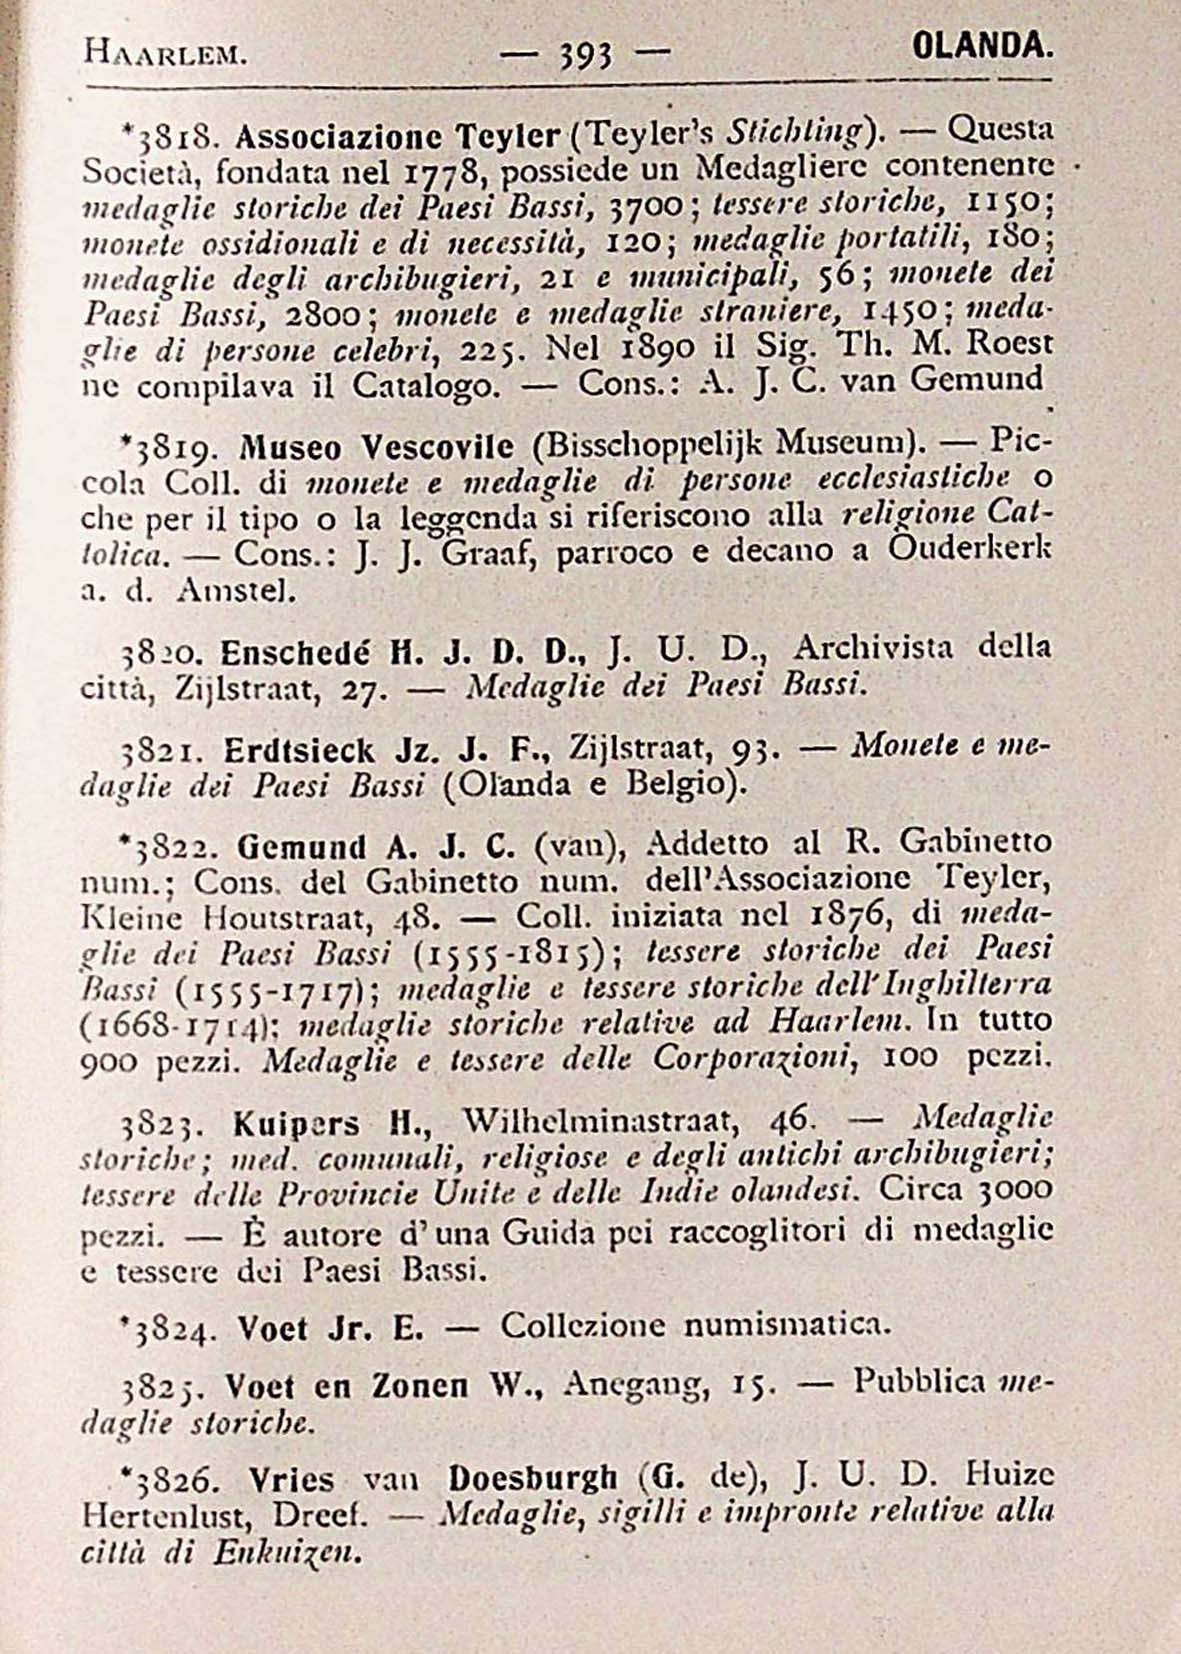 HAARLEM. — 393 — OLANDA.
*3818. Associazione Teyler (Teyler's Stichting). — Questa
Società, fondata nel 1778, possiede un Medagliere contenente
medaglie storiche dei Paesi Bassi, 3700; tessere storiche, 1150;
monete ossidionali e di necessità, 120; medaglie portatili, 180;
medaglie degli archibugieri, 21 e municipali, 56; monete dei
Paesi Bassi, 2800; monete e medaglie straniere, 1450; meda-
glie di persone celebri, 225. Nel 1890 il Sig. Th. M. Roest
ne compilava il Catalogo. — Cons.: A. J. C. van Gemund
*3819. Museo Vescovile (Bisschoppelijk Museum). — Pic-
cola Coll. di monete e medaglie di persone ecclesiastiche o
che per il tipo o la leggenda si riferiscono alla religione Cat-
tolica. — Cons.: J. J. Graaf, parroco e decano a Ouderkerk
a. d. Amstel.
3820. Enschedé H. J. D. D., J. U. D., Archivista della
città, Zijlstraat, 27. — Medaglie dei Paesi Bassi.
3821. Erdtsieck Jz. J. F., Zijlstraat, 93. — Monete e me-
daglie dei Paesi Bassi (Olanda e Belgio).
*3822. Gemund A. J. C. (van), Addetto al R. Gabinetto
num.; Cons. del Gabinetto num. dell'Associazione Teyler,
Kleine Houtstraat, 48. — Coll. iniziata nel 1876, di meda-
glie dei Paesi Bassi (1555-1815); tessere storiche dei Paesi
Bassi (1555-1717); medaglie e tessere storiche dell'Inghilterra
(1668-1714); medaglie storiche relative ad Haarlem. In tutto
900 pezzi. Medaglie e tessere delle Corporazioni, 100 pezzi.
3823. Kuipers H., Wilhelminastraat, 46. — Medaglie
storiche; med. comunali, religiose e degli antichi archibugieri;
tessere delle Provincie Unite e delle Indie olandesi. Circa 3000
pezzi. — È autore d'una Guida pei raccoglitori di medaglie
e tessere dei Paesi Bassi.
*3824. Voet Jr. E. — Collezione numismatica.
3825. Voet en Zonen W., Anegang, 15. — Pubblica me-
daglie storiche.
*3826. Vries van Doesburgh (G. de), J. U. D. Huize
Hertenlust, Dreef. — Medaglie, sigilli e impronte relative alla
città di Enkuizen.